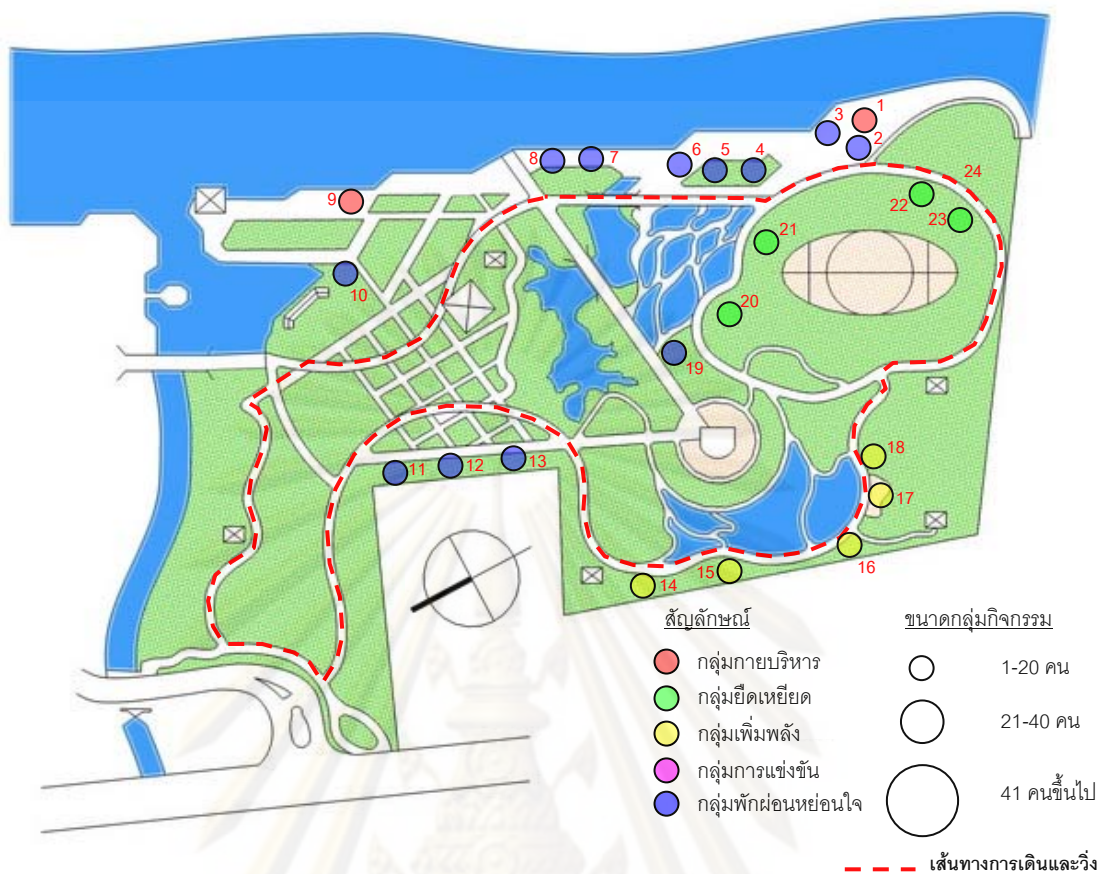 1
3
2
24
4
5
6
7
8
22
23
9
21
10
20
19
18
13
12
11
17
16
15
14
สัญลักษณ์
ขนาดกลุ่มกิจกรรม
กลุ่มกายบริหาร
1-20 คน
กลุ่มยืดเหยียด
21-40 คน
กลุ่มเพิ่มพลัง
กลุ่มการแข่งขัน
41 คนขึ้นไป
กลุ่มพักผ่อนหย่อนใจ
เส้นทางการเดินและวิ่ง